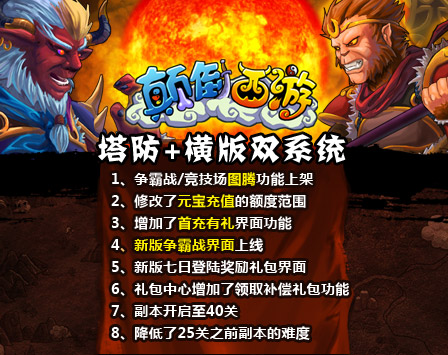 颠倒西游
塔防+横版双系统
1、争霸战/竞技场图腾功能上架
2、修改了元宝充值的额度范围
3、增加了首充有礼界面功能
4、新版争霸战界面上线
5、新版七日登陆奖励礼包界面
6、礼包中心增加了领取补偿礼包功能
7、副本开启至40关
8、降低了25关之前副本的难度